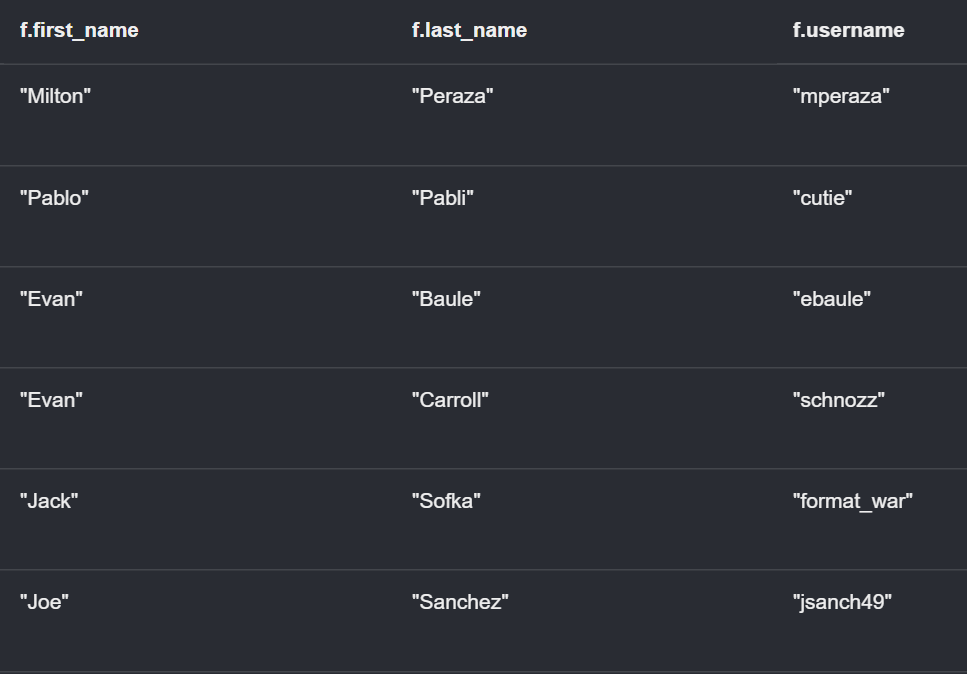 f.first_name f.last_name f.username
"Milton" "Peraza" "mperaza"
"Pablo" "Pabli" "cutie"
"Evan" "Baule" "ebaule"
"Evan" "Carroll" "schnozz"
"Jack" "Sofka" "format_war"
"Joe" "Sanchez" "jsanch49"